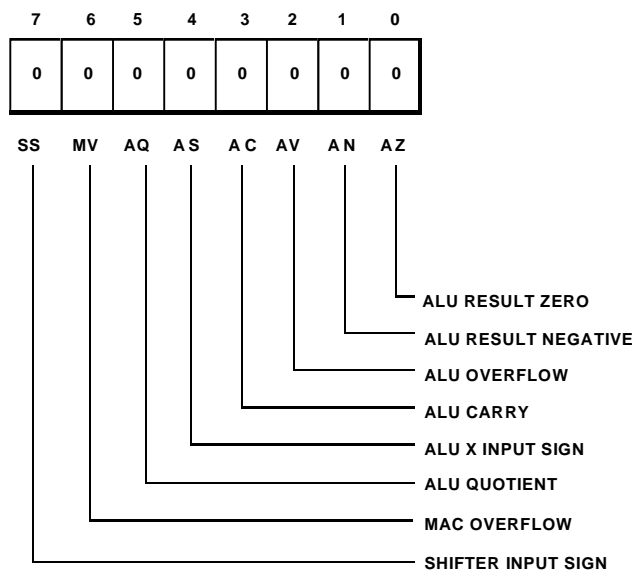 7 6 5 4 3 2 1 0
0 0 0 0 0 0 0 0
SS MV AQ AS AC AV AN AZ
ALU RESULT ZERO
ALU RESULT NEGATIVE
ALU OVERFLOW
ALU CARRY
ALU X INPUT SIGN
ALU QUOTIENT
MAC OVERFLOW
SHIFTER INPUT SIGN